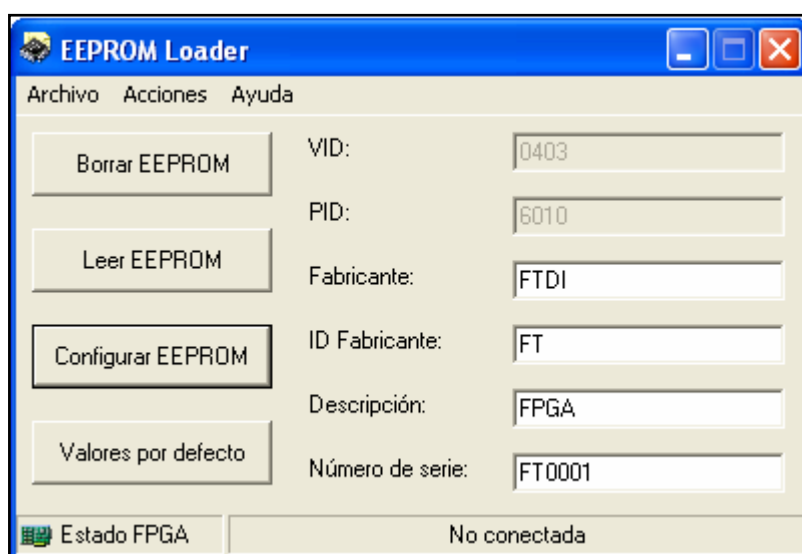 EEPROM Loader
Archivo Acciones Ayuda
Borrar EEPROM
Leer EEPROM
Configurar EEPROM
Valores por defecto
VID: 0403
PID: 6010
Fabricante: FTDI
ID Fabricante: FT
Descripción: FPGA
Número de serie: FT0001
Estado FPGA No conectada